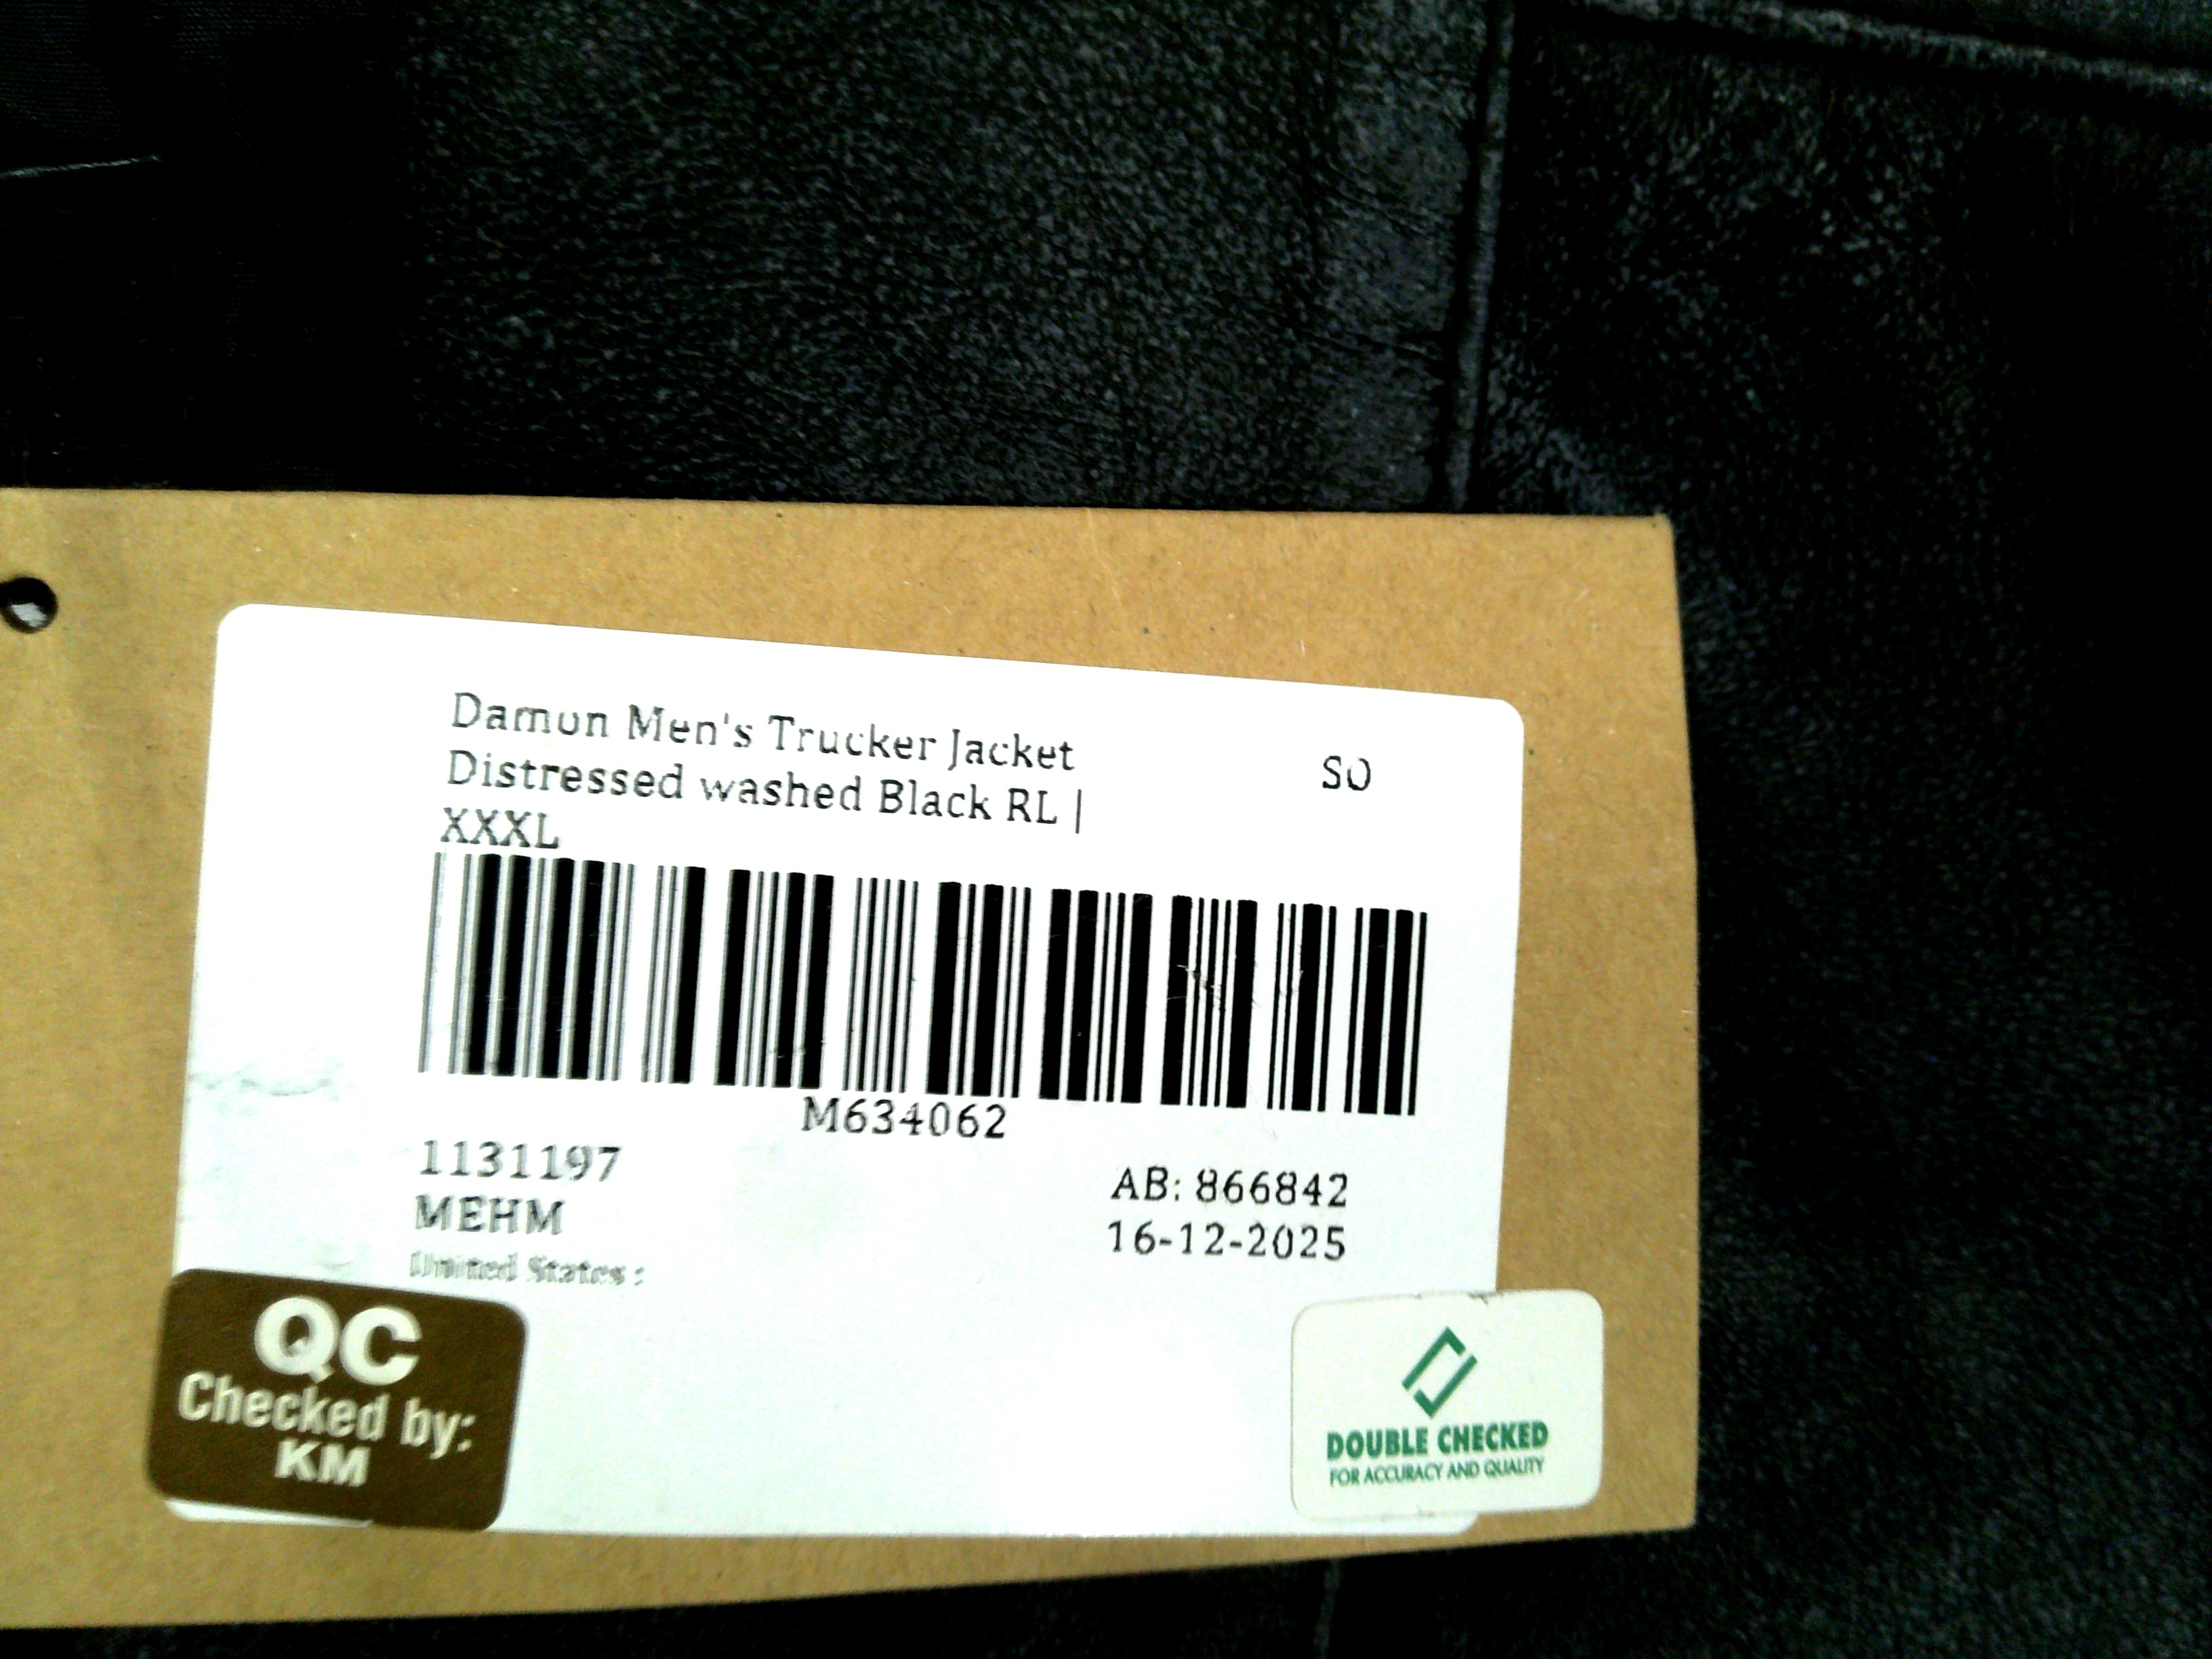 Damon Men's Trucker Jacket
Distressed washed Black RL |
XXXL
SO
M634062
1131197
MEHM
United States :
AB: 866842
16-12-2025
QC
Checked by:
KM
DOUBLE CHECKED
FOR ACCURACY AND QUALITY